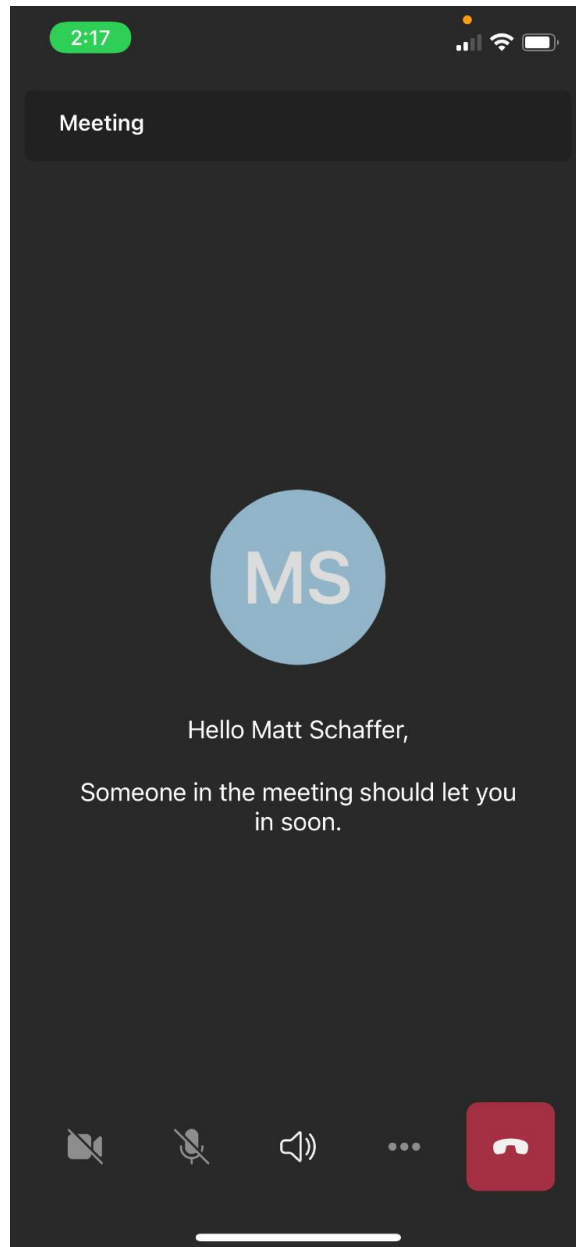 2:17
Meeting
MS
Hello Matt Schaffer,
Someone in the meeting should let you
in soon.